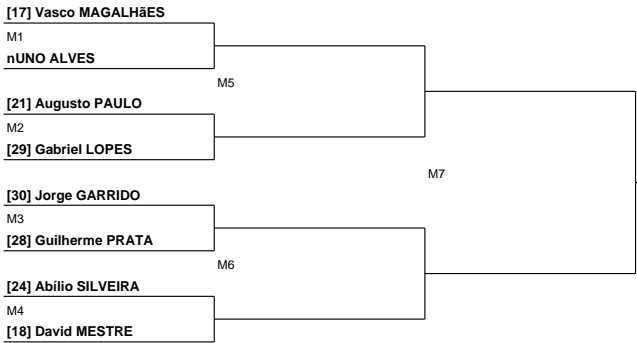 [17] Vasco MAGALHãES
M1
nUNO ALVES
M5
[21] Augusto PAULO
M2
[29] Gabriel LOPES
M7
[30] Jorge GARRIDO
M3
[28] Guilherme PRATA
M6
[24] Abílio SILVEIRA
M4
[18] David MESTRE